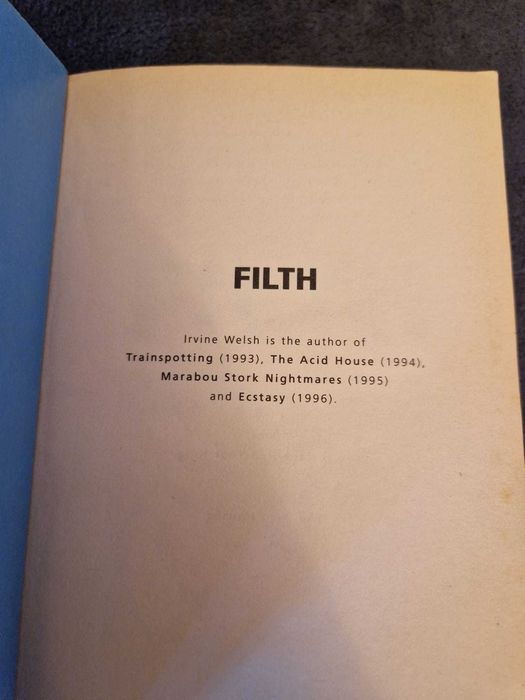 FILTH
Irvine Welsh is the author of
Trainspotting (1993), The Acid House (1994),
Marabou Stork Nightmares (1995)
and Ecstasy (1996).